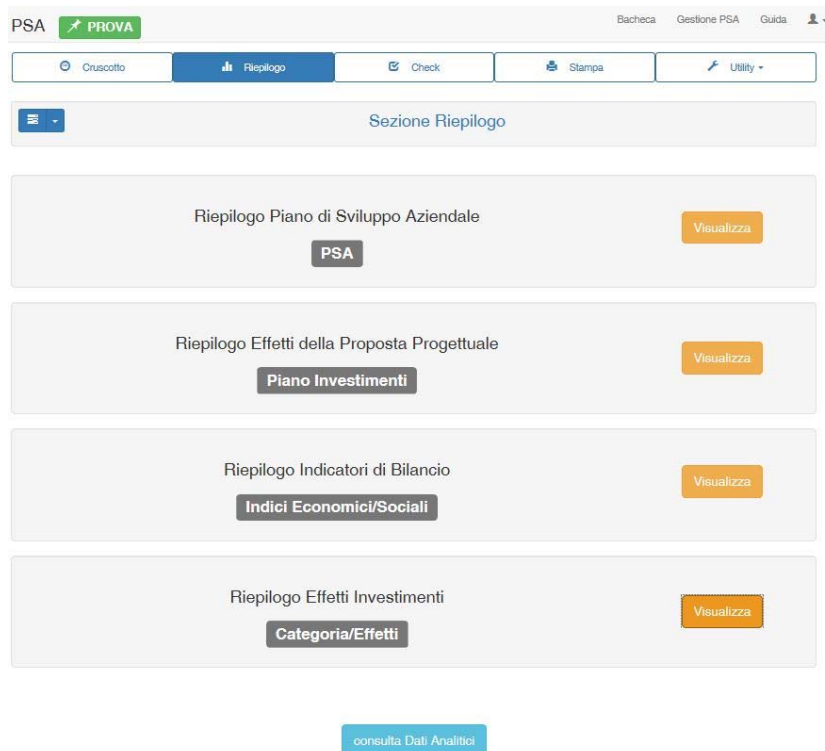 PSA PROVA Bacheca Gestione PSA Guida
Cruscotto Riepilogo Check Stampa Utility
Sezione Riepilogo
Riepilogo Piano di Sviluppo Aziendale
PSA
Visualizza
Riepilogo Effetti della Proposta Progettuale
Piano Investimenti
Visualizza
Riepilogo Indicatori di Bilancio
Indici Economici/Sociali
Visualizza
Riepilogo Effetti Investimenti
Categoria/Effetti
Visualizza
consulta Dati Analitici